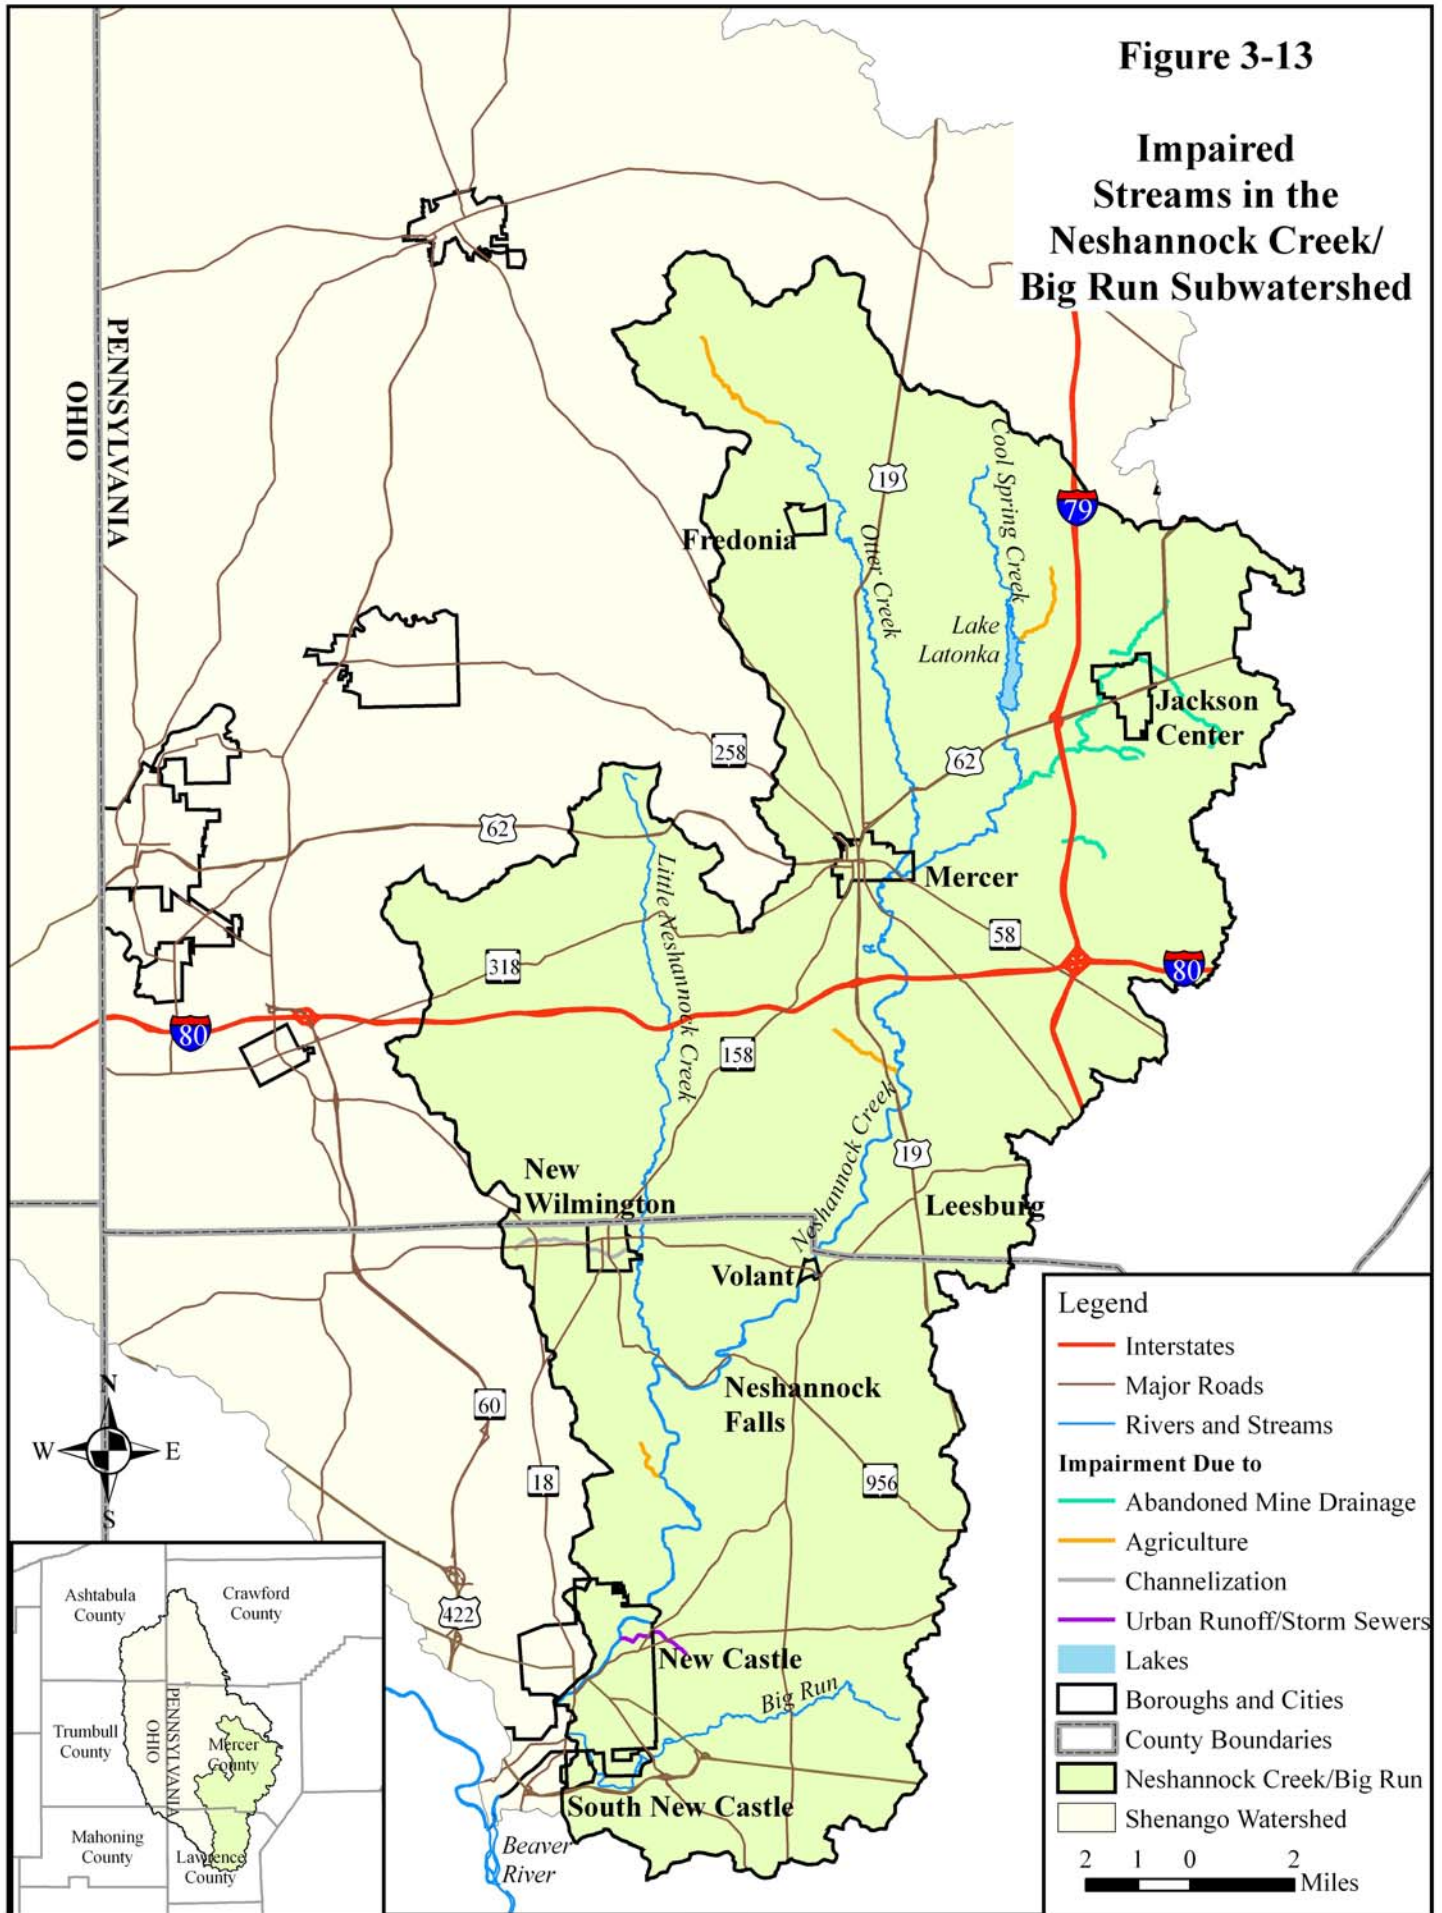 Figure 3-13
Impaired
Streams in the
Neshannock Creek/
Big Run Subwatershed
PENNSYLVANIA
OHIO
Cool Spring Creek
19
79
Fredonia
Otter Creek
Lake
Latonka
Jackson
Center
258
62
62
Little Neshannock Creek
Mercer
58
318
80
80
158
Neshannock Creek
19
New
Wilmington
Leesburg
Volant
Neshannock
Falls
60
18
956
N
W
E
S
422
New Castle
Big Run
South New Castle
Beaver
River
Legend
Interstates
Major Roads
Rivers and Streams
Impairment Due to
Abandoned Mine Drainage
Agriculture
Channelization
Urban Runoff/Storm Sewers
Lakes
Boroughs and Cities
County Boundaries
Neshannock Creek/Big Run
Shenango Watershed
2 1 0 2
Miles
Ashtabula
County
Crawford
County
Trumbull
County
OHIO
PENNSYLVANIA
Mercer
County
Mahoning
County
Lawrence
County